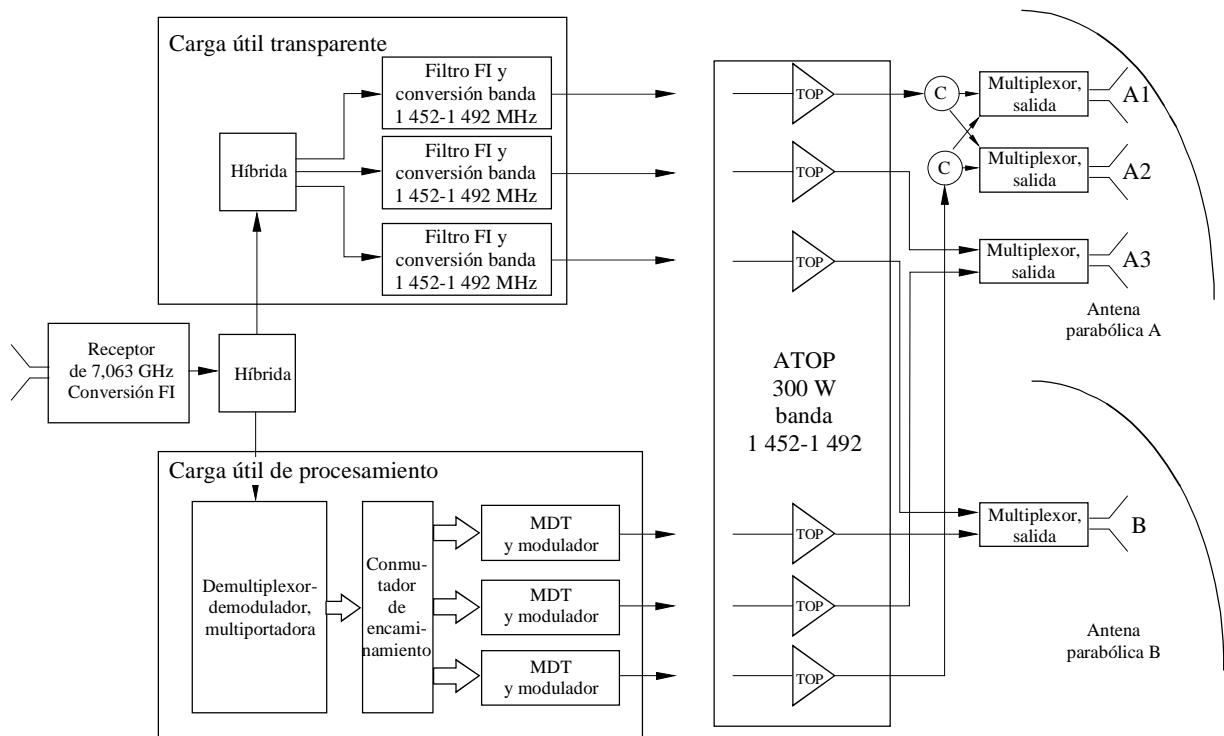 Carga útil transparente
Filtro FI y
conversión banda
1 452-1 492 MHz
Filtro FI y
conversión banda
1 452-1 492 MHz
Filtro FI y
conversión banda
1 452-1 492 MHz
Híbrida
Receptor
de 7,063 GHz
Conversión FI
Híbrida
Carga útil de procesamiento
Demultiplexor-
demodulador,
multiportadora
Conmu-
tador
de
encami-
namiento
MDT
y modulador
MDT
y modulador
MDT
y modulador
TOP
TOP
TOP
ATOP
300 W
banda
1 452-1 492
TOP
TOP
TOP
C
C
Multiplexor,
salida
A1
Multiplexor,
salida
A2
Multiplexor,
salida
A3
Antena
parabólica A
Multiplexor,
salida
B
Antena
parabólica B